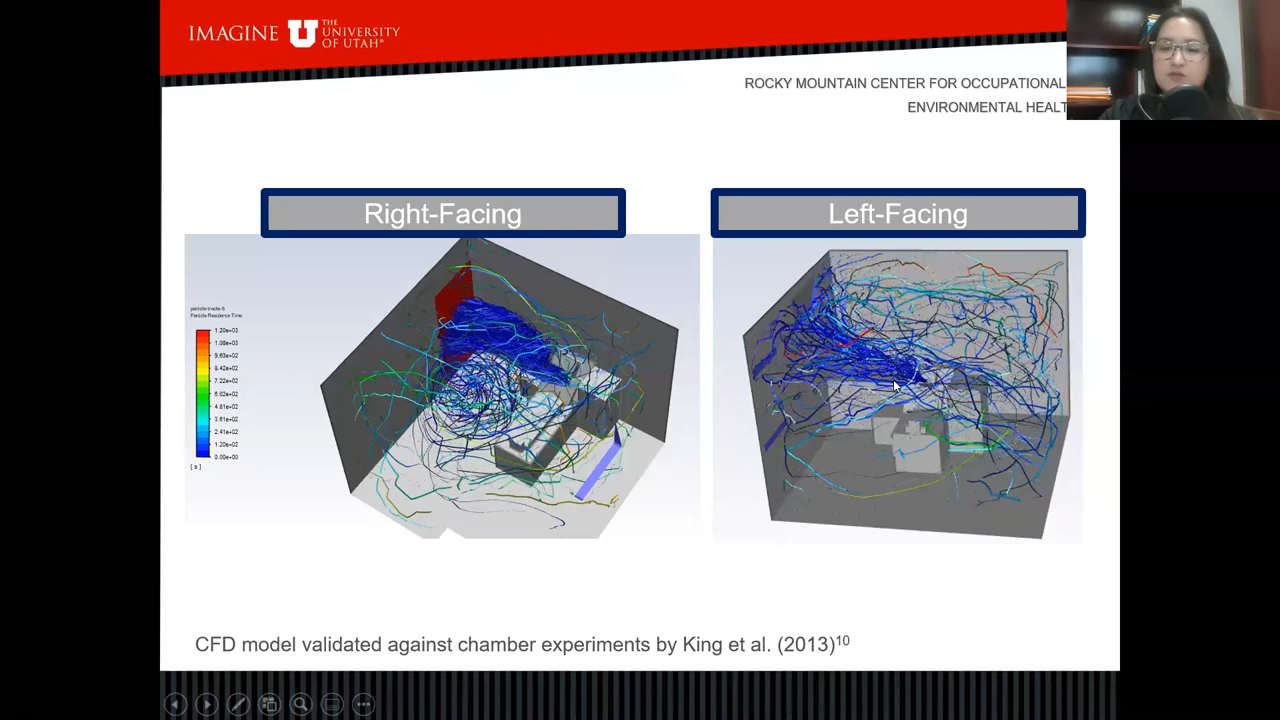 IMAGINE THE UNIVERSITY OF UTAH®
ROCKY MOUNTAIN CENTER FOR OCCUPATIONAL
ENVIRONMENTAL HEALT
Right-Facing
Left-Facing
Particle Residence Time
1.20e+03
1.08e+03
9.63e+02
8.42e+02
7.22e+02
6.02e+02
4.81e+02
3.61e+02
2.41e+02
1.20e+02
0.00e+00
[ s ]
CFD model validated against chamber experiments by King et al. (2013)10